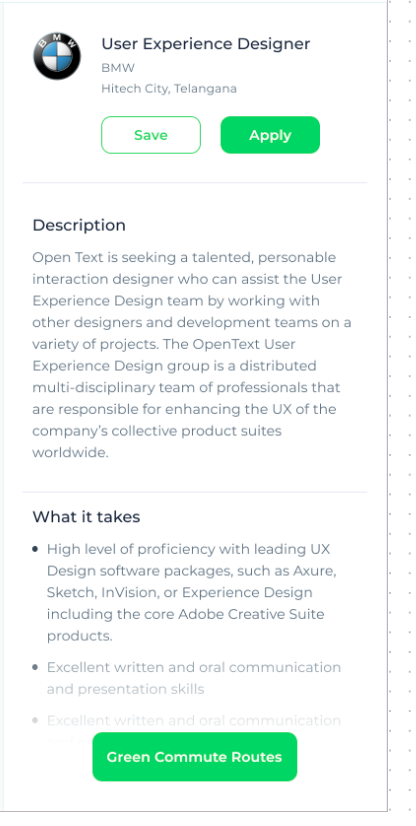 BMW
User Experience Designer
BMW
Hitech City, Telangana
Save
Apply
Description
Open Text is seeking a talented, personable
interaction designer who can assist the User
Experience Design team by working with
other designers and development teams on a
variety of projects. The OpenText User
Experience Design group is a distributed
multi-disciplinary team of professionals that
are responsible for enhancing the UX of the
company’s collective product suites
worldwide.
What it takes
• High level of proficiency with leading UX
Design software packages, such as Axure,
Sketch, InVision, or Experience Design
including the core Adobe Creative Suite
products.
• Excellent written and oral communication
and presentation skills
• Excellent written and oral communication
Green Commute Routes